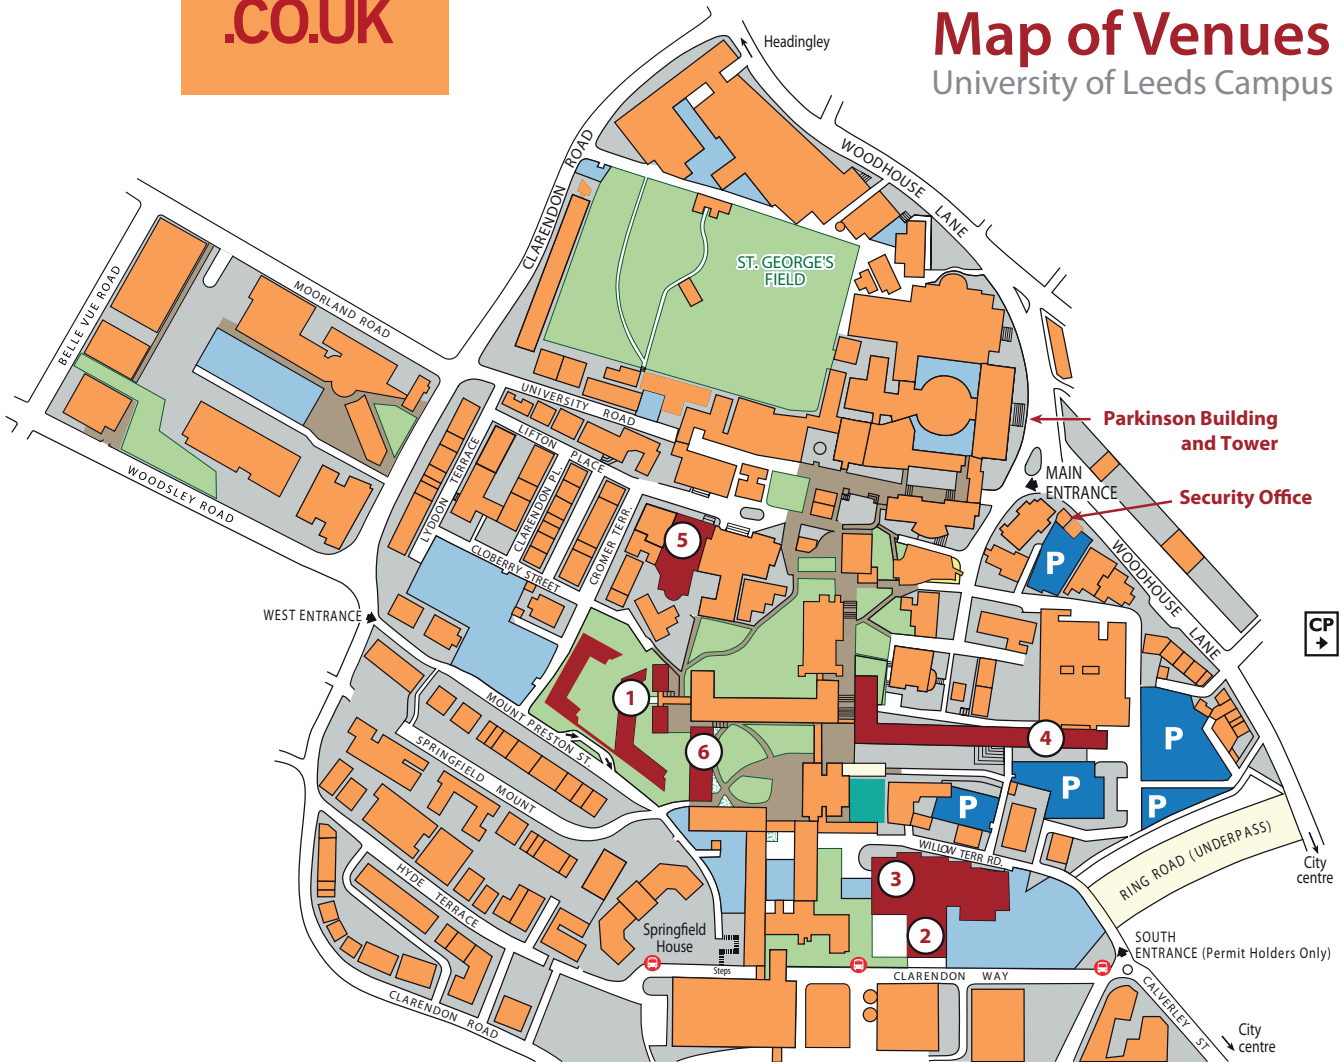 .CO.UK
Map of Venues
University of Leeds Campus
Headingley
WOODHOUSE LANE
CLARENDON ROAD
ST. GEORGE'S
FIELD
BELLE VUE ROAD
MOORLAND ROAD
UNIVERSITY ROAD
Parkinson Building
and Tower
LIFTON PLACE
MAIN
ENTRANCE
Security Office
WOODSLEY ROAD
LYDDON TERRACE
CLARENDON PL.
CROMER TERR.
CLOBERRY STREET
5
P
WOODHOUSE LANE
WEST ENTRANCE
CP
1
MOUNT PRESTON ST.
6
4
P
SPRINGFIELD MOUNT
P
P
P
WILLOW TERR RD.
RING ROAD (UNDERPASS)
City
centre
HYDE TERRACE
3
Springfield
House
2
SOUTH
ENTRANCE (Permit Holders Only)
Steps
CLARENDON WAY
CLARENDON ROAD
CALVERLEY ST.
City
centre